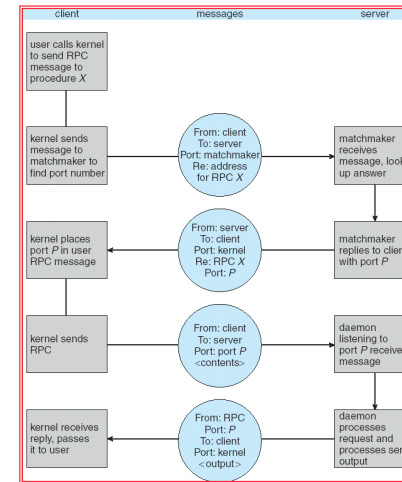 client messages server
user calls kernel
to send RPC
message to
procedure X
kernel sends
message to
matchmaker to
find port number
From: client
To: server
Port: matchmaker
Re: address
for RPC X
matchmaker
receives
message, look
up answer
kernel places
port P in user
RPC message
From: server
To: client
Port: kernel
Re: RPC X
Port: P
matchmaker
replies to clien
with port P
kernel sends
RPC
From: client
To: server
Port: port P
<contents>
daemon
listening to
port P receive
message
kernel receives
reply, passes
it to user
From: RPC
Port: P
To: client
Port: kernel
<output>
daemon
processes
request and
processes sen
output